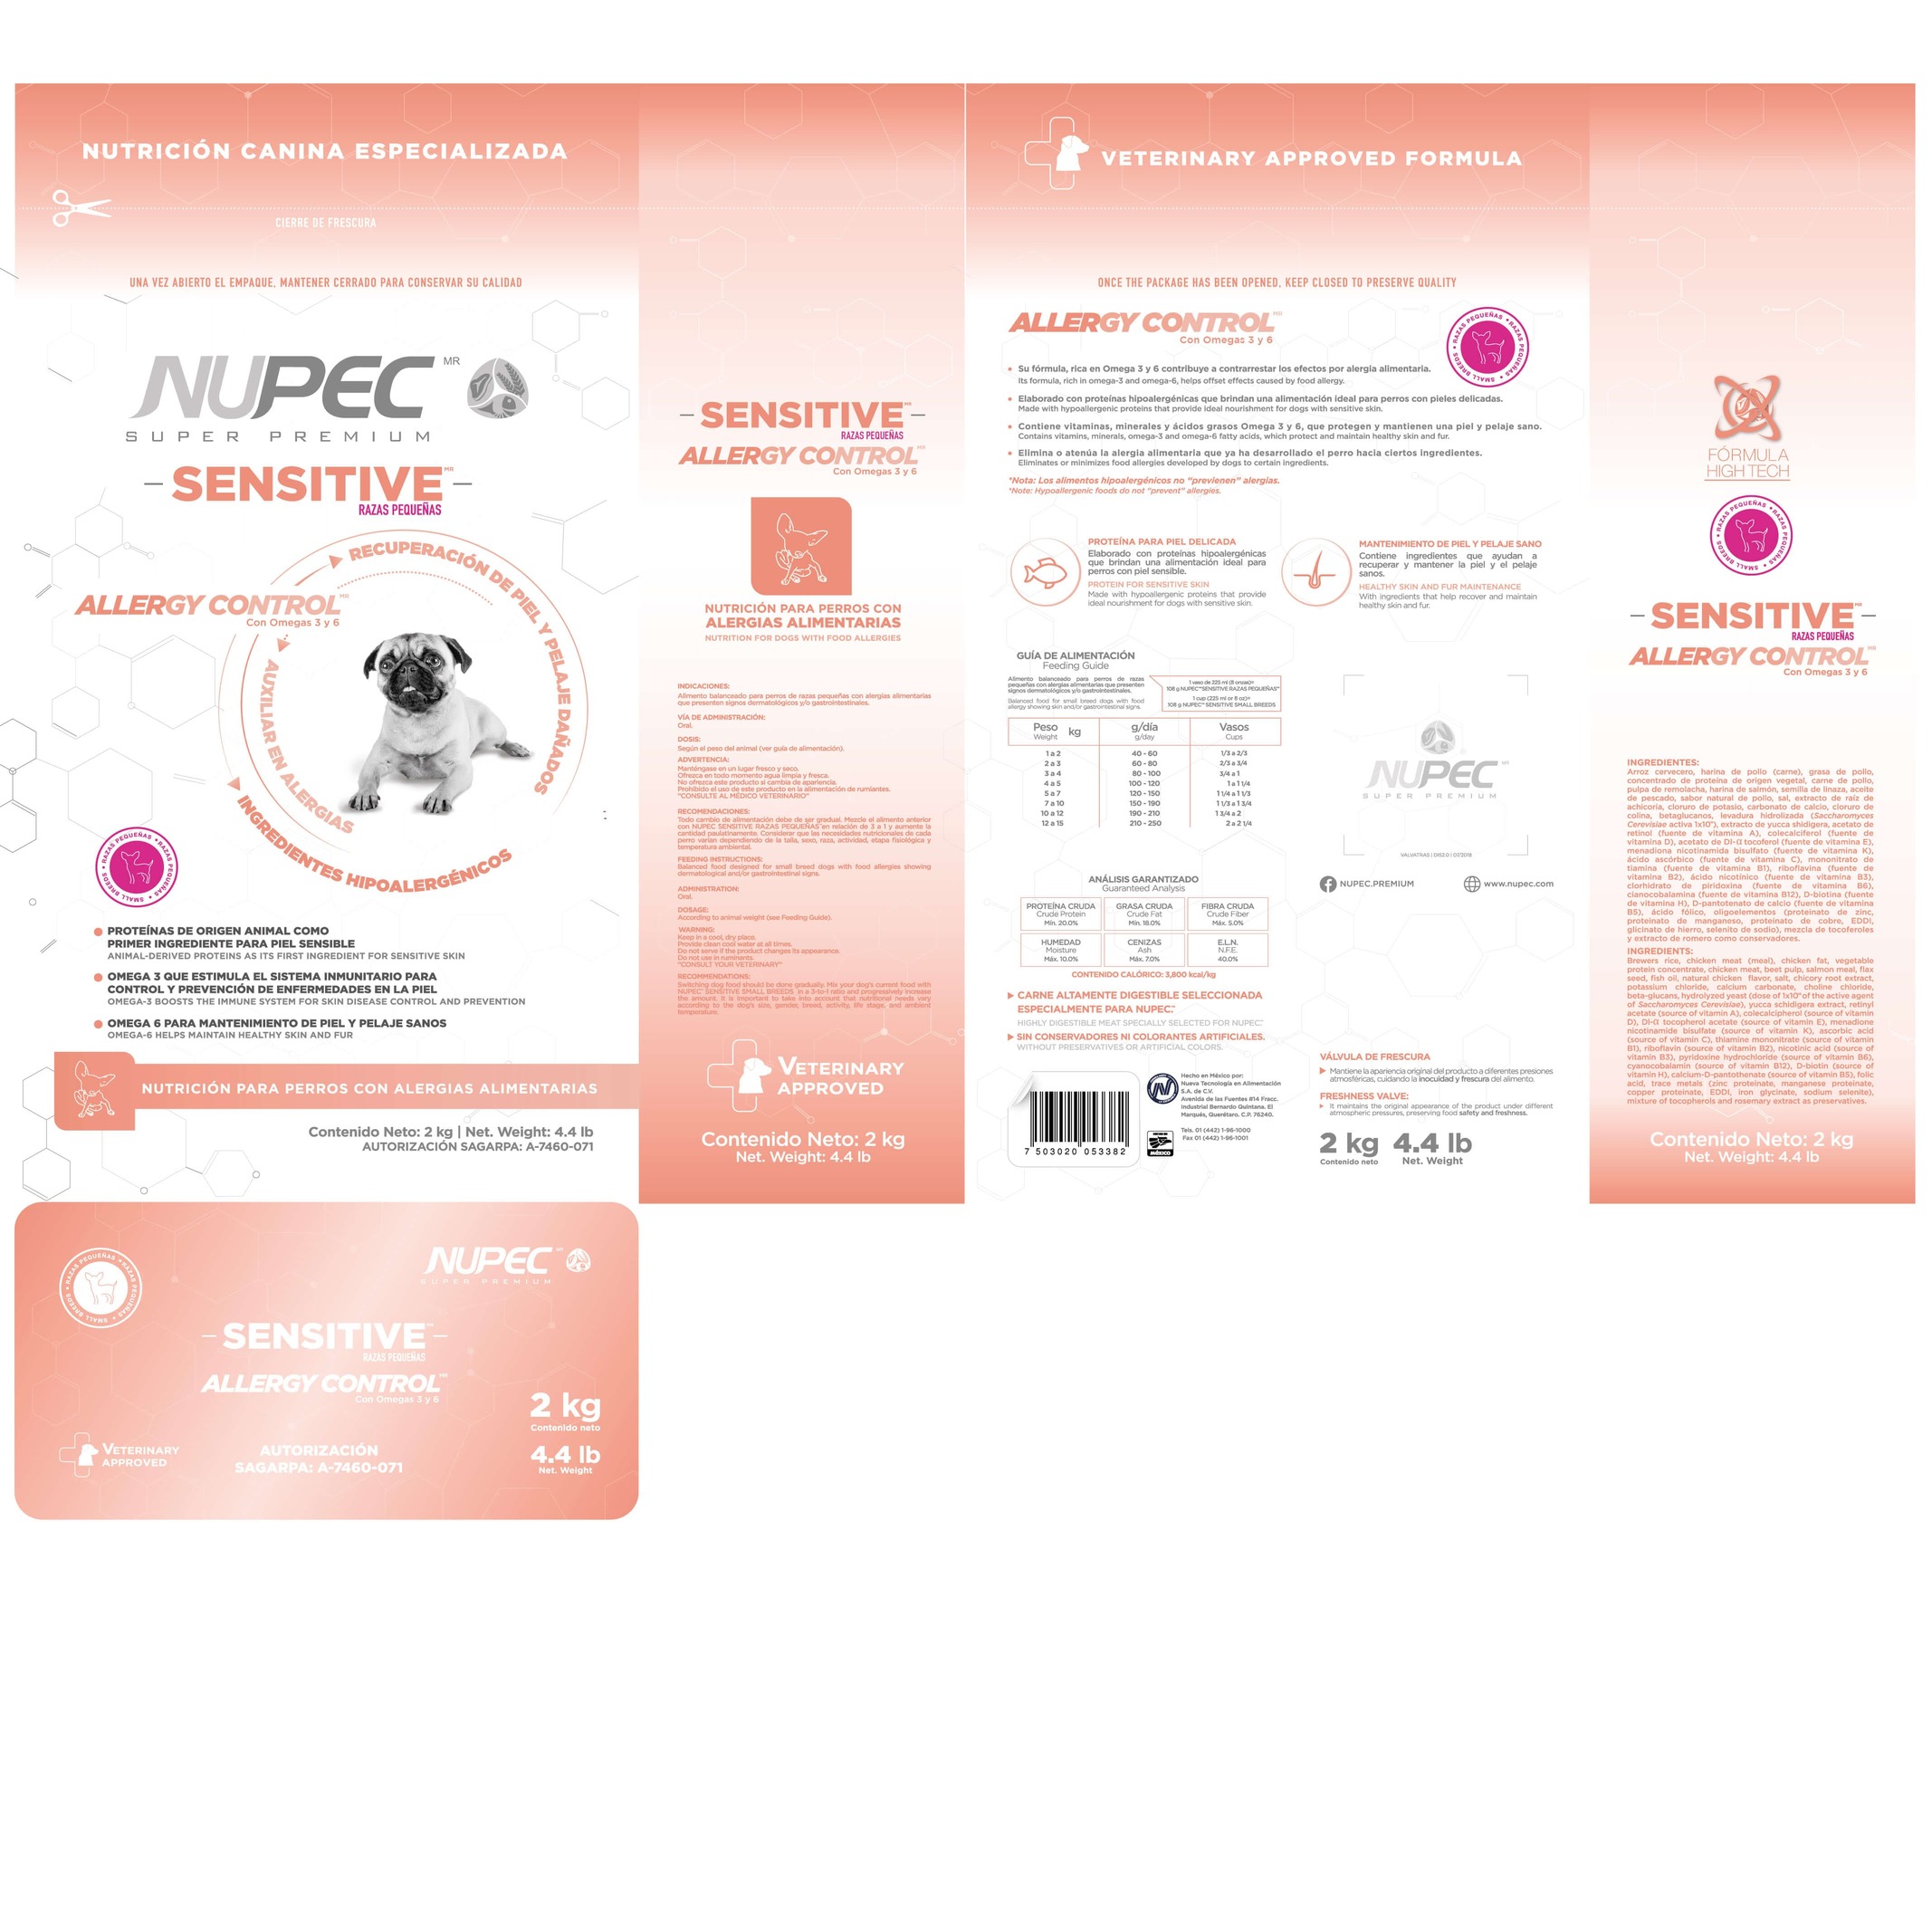 NUTRICIÓN CANINA ESPECIALIZADA
CIERRE DE FRESCURA
UNA VEZ ABIERTO EL EMPAQUE, MANTENER CERRADO PARA CONSERVAR SU CALIDAD
NUPEC MR
SUPER PREMIUM
SENSITIVE MR
RAZAS PEQUEÑAS
RECUPERACIÓN DE PIEL Y PELAJE DAÑADOS
ALLERGY CONTROL MR
Con Omegas 3 y 6
AUXILIAR EN ALERGIAS
INGREDIENTES HIPOALERGÉNICOS
RAZAS PEQUEÑAS • RAZAS PEQUEÑAS • SMALL BREEDS •
PROTEÍNAS DE ORIGEN ANIMAL COMO
PRIMER INGREDIENTE PARA PIEL SENSIBLE
ANIMAL-DERIVED PROTEINS AS ITS FIRST INGREDIENT FOR SENSITIVE SKIN
OMEGA 3 QUE ESTIMULA EL SISTEMA INMUNITARIO PARA
CONTROL Y PREVENCIÓN DE ENFERMEDADES EN LA PIEL
OMEGA-3 BOOSTS THE IMMUNE SYSTEM FOR SKIN DISEASE CONTROL AND PREVENTION
OMEGA 6 PARA MANTENIMIENTO DE PIEL Y PELAJE SANOS
OMEGA-6 HELPS MAINTAIN HEALTHY SKIN AND FUR
NUTRICIÓN PARA PERROS CON ALERGIAS ALIMENTARIAS
Contenido Neto: 2 kg | Net. Weight: 4.4 lb
AUTORIZACIÓN SAGARPA: A-7460-071
SENSITIVE MR
RAZAS PEQUEÑAS
ALLERGY CONTROL MR
Con Omegas 3 y 6
NUTRICIÓN PARA PERROS CON
ALERGIAS ALIMENTARIAS
NUTRITION FOR DOGS WITH FOOD ALLERGIES
INDICACIONES:
Alimento balanceado para perros de razas pequeñas con alergias alimentarias
que presenten signos dermatológicos y/o gastrointestinales.
VÍA DE ADMINISTRACIÓN:
Oral.
DOSIS:
Según el peso del animal (ver guía de alimentación).
ADVERTENCIA:
Manténgase en un lugar fresco y seco.
Ofrezca en todo momento agua limpia y fresca.
No ofrezca este producto si cambia de apariencia.
Prohibido el uso de este producto en la alimentación de rumiantes.
"CONSULTE AL MÉDICO VETERINARIO"
RECOMENDACIONES:
Todo cambio de alimentación debe de ser gradual. Mezcle el alimento anterior
con NUPEC SENSITIVE RAZAS PEQUEÑAS en relación de 3 a 1 y aumente la
cantidad paulatinamente. Considerar que las necesidades nutricionales de cada
perro varían dependiendo de la talla, sexo, raza, actividad, etapa fisiológica y
temperatura ambiental.
FEEDING INSTRUCTIONS:
Balanced food designed for small breed dogs with food allergies showing
dermatological and/or gastrointestinal signs.
ADMINISTRATION:
Oral.
DOSAGE:
According to animal weight (see Feeding Guide).
WARNING:
Keep in a cool, dry place.
Provide clean cool water at all times.
Do not serve if the product changes its appearance.
Do not use in ruminants.
"CONSULT YOUR VETERINARY"
RECOMMENDATIONS:
Switching dog food should be done gradually. Mix your dog's current food with
NUPEC SENSITIVE SMALL BREEDS in a 3-to-1 ratio and progressively increase
the amount. It is important to take into account that nutritional needs vary
according to the dog's size, gender, breed, activity, life stage, and ambient
temperature.
VETERINARY
APPROVED
Contenido Neto: 2 kg
Net. Weight: 4.4 lb
VETERINARY APPROVED FORMULA
ONCE THE PACKAGE HAS BEEN OPENED, KEEP CLOSED TO PRESERVE QUALITY
ALLERGY CONTROL MR
Con Omegas 3 y 6
RAZAS PEQUEÑAS • RAZAS PEQUEÑAS • SMALL BREEDS •
Su fórmula, rica en Omega 3 y 6 contribuye a contrarrestar los efectos por alergia alimentaria.
Its formula, rich in omega-3 and omega-6, helps offset effects caused by food allergy.
Elaborado con proteínas hipoalergénicas que brindan una alimentación ideal para perros con pieles delicadas.
Made with hypoallergenic proteins that provide ideal nourishment for dogs with sensitive skin.
Contiene vitaminas, minerales y ácidos grasos Omega 3 y 6, que protegen y mantienen una piel y pelaje sano.
Contains vitamins, minerals, omega-3 and omega-6 fatty acids, which protect and maintain healthy skin and fur.
Elimina o atenúa la alergia alimentaria que ya ha desarrollado el perro hacia ciertos ingredientes.
Eliminates or minimizes food allergies developed by dogs to certain ingredients.
*Nota: Los alimentos hipoalergénicos no "previenen" alergias.
*Note: Hypoallergenic foods do not "prevent" allergies.
PROTEÍNA PARA PIEL DELICADA
Elaborado con proteínas hipoalergénicas
que brindan una alimentación ideal para
perros con piel sensible.
PROTEIN FOR SENSITIVE SKIN
Made with hypoallergenic proteins that provide
ideal nourishment for dogs with sensitive skin.
MANTENIMIENTO DE PIEL Y PELAJE SANO
Contiene ingredientes que ayudan a
recuperar y mantener la piel y el pelaje
sanos.
HEALTHY SKIN AND FUR MAINTENANCE
With ingredients that help recover and maintain
healthy skin and fur.
GUÍA DE ALIMENTACIÓN
Feeding Guide
Alimento balanceado para perros de razas
pequeñas con alergias alimentarias que presenten
signos dermatológicos y/o gastrointestinales.
Balanced food for small breed dogs with food
allergy showing skin and/or gastrointestinal signs.
1 vaso de 225 ml (8 onzas)=
108 g NUPEC SENSITIVE RAZAS PEQUEÑAS
1 cup (225 ml or 8 oz)=
108 g NUPEC SENSITIVE SMALL BREEDS
Peso kg g/día Vasos
Weight g/day Cups
1 a 2 40 - 60 1/3 a 2/3
2 a 3 60 - 80 2/3 a 3/4
3 a 4 80 - 100 3/4 a 1
4 a 5 100 - 120 1 a 1 1/4
5 a 7 120 - 150 1 1/4 a 1 1/3
7 a 10 150 - 190 1 1/3 a 1 3/4
10 a 12 190 - 210 1 3/4 a 2
12 a 15 210 - 250 2 a 2 1/4
NUPEC MR
SUPER PREMIUM
VALVATRAS | DIS2.0 | 07/2018
NUPEC.PREMIUM
www.nupec.com
ANÁLISIS GARANTIZADO
Guaranteed Analysis
PROTEÍNA CRUDA GRASA CRUDA FIBRA CRUDA
Crude Protein Crude Fat Crude Fiber
Mín. 20.0% Mín. 18.0% Máx. 5.0%
HUMEDAD CENIZAS E.L.N.
Moisture Ash N.F.E.
Máx. 10.0% Máx. 7.0% 40.0%
CONTENIDO CALÓRICO: 3,800 kcal/kg
CARNE ALTAMENTE DIGESTIBLE SELECCIONADA
ESPECIALMENTE PARA NUPEC.
HIGHLY DIGESTIBLE MEAT SPECIALLY SELECTED FOR NUPEC.
SIN CONSERVADORES NI COLORANTES ARTIFICIALES.
WITHOUT PRESERVATIVES OR ARTIFICIAL COLORS.
7 503020 053382
Hecho en México por:
Nueva Tecnología en Alimentación
S.A. de C.V.
Avenida de las Fuentes #14 Fracc.
Industrial Bernardo Quintana. El
Marqués, Querétaro. C.P. 76240.
Tels. 01 (442) 1-96-1000
Fax 01 (442) 1-96-1001
HECHO EN
MÉXICO
VÁLVULA DE FRESCURA
Mantiene la apariencia original del producto a diferentes presiones
atmosféricas, cuidando la inocuidad y frescura del alimento.
FRESHNESS VALVE:
It maintains the original appearance of the product under different
atmospheric pressures, preserving food safety and freshness.
2 kg 4.4 lb
Contenido neto Net. Weight
FÓRMULA
HIGH TECH
RAZAS PEQUEÑAS • RAZAS PEQUEÑAS • SMALL BREEDS •
SENSITIVE MR
RAZAS PEQUEÑAS
ALLERGY CONTROL MR
Con Omegas 3 y 6
INGREDIENTES:
Arroz cervecero, harina de pollo (carne), grasa de pollo,
concentrado de proteína de origen vegetal, carne de pollo,
pulpa de remolacha, harina de salmón, semilla de linaza, aceite
de pescado, sabor natural de pollo, sal, extracto de raíz de
achicoria, cloruro de potasio, carbonato de calcio, cloruro de
colina, betaglucanos, levadura hidrolizada (Saccharomyces
Cerevisiae activa 1x10⁶), extracto de yucca shidigera, acetato de
retinol (fuente de vitamina A), colecalciferol (fuente de
vitamina D), acetato de Dl-α tocoferol (fuente de vitamina E),
menadiona nicotinamida bisulfato (fuente de vitamina K),
ácido ascórbico (fuente de vitamina C), mononitrato de
tiamina (fuente de vitamina B1), riboflavina (fuente de
vitamina B2), ácido nicotínico (fuente de vitamina B3),
clorhidrato de piridoxina (fuente de vitamina B6),
cianocobalamina (fuente de vitamina B12), D-biotina (fuente
de vitamina H), D-pantotenato de calcio (fuente de vitamina
B5), ácido fólico, oligoelementos (proteinato de zinc,
proteinato de manganeso, proteinato de cobre, EDDI,
glicinato de hierro, selenito de sodio), mezcla de tocoferoles
y extracto de romero como conservadores.
INGREDIENTS:
Brewers rice, chicken meat (meal), chicken fat, vegetable
protein concentrate, chicken meat, beet pulp, salmon meal, flax
seed, fish oil, natural chicken flavor, salt, chicory root extract,
potassium chloride, calcium carbonate, choline chloride,
beta-glucans, hydrolyzed yeast (dose of 1x10⁶ of the active agent
of Saccharomyces Cerevisiae), yucca schidigera extract, retinyl
acetate (source of vitamin A), colecalcipherol (source of vitamin
D), Dl-α tocopherol acetate (source of vitamin E), menadione
nicotinamide bisulfate (source of vitamin K), ascorbic acid
(source of vitamin C), thiamine mononitrate (source of vitamin
B1), riboflavin (source of vitamin B2), nicotinic acid (source of
vitamin B3), pyridoxine hydrochloride (source of vitamin B6),
cyanocobamin (source of vitamin B12), D-biotin (source of
vitamin H), calcium-D-pantothenate (source of vitamin B5), folic
acid, trace metals (zinc proteinate, manganese proteinate,
copper proteinate, EDDI, iron glycinate, sodium selenite),
mixture of tocopherols and rosemary extract as preservatives.
Contenido Neto: 2 kg
Net. Weight: 4.4 lb
RAZAS PEQUEÑAS • RAZAS PEQUEÑAS • SMALL BREEDS •
NUPEC MR
SUPER PREMIUM
SENSITIVE MR
RAZAS PEQUEÑAS
ALLERGY CONTROL MR
Con Omegas 3 y 6
2 kg
Contenido neto
4.4 lb
Net. Weight
VETERINARY
APPROVED
AUTORIZACIÓN
SAGARPA: A-7460-071